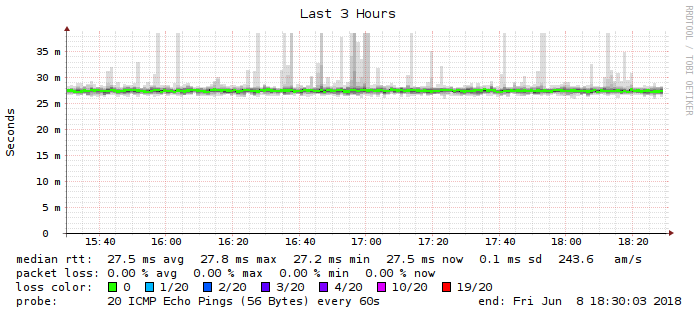 Last 3 Hours
RRDTOOL / TOBI OETIKER
Seconds
35 m
30 m
25 m
20 m
15 m
10 m
5 m
0
15:40 16:00 16:20 16:40 17:00 17:20 17:40 18:00 18:20
median rtt: 27.5 ms avg 27.8 ms max 27.2 ms min 27.5 ms now 0.1 ms sd 243.6 am/s
packet loss: 0.00 % avg 0.00 % max 0.00 % min 0.00 % now
loss color: 0 1/20 2/20 3/20 4/20 10/20 19/20
probe: 20 ICMP Echo Pings (56 Bytes) every 60s end: Fri Jun 8 18:30:03 2018